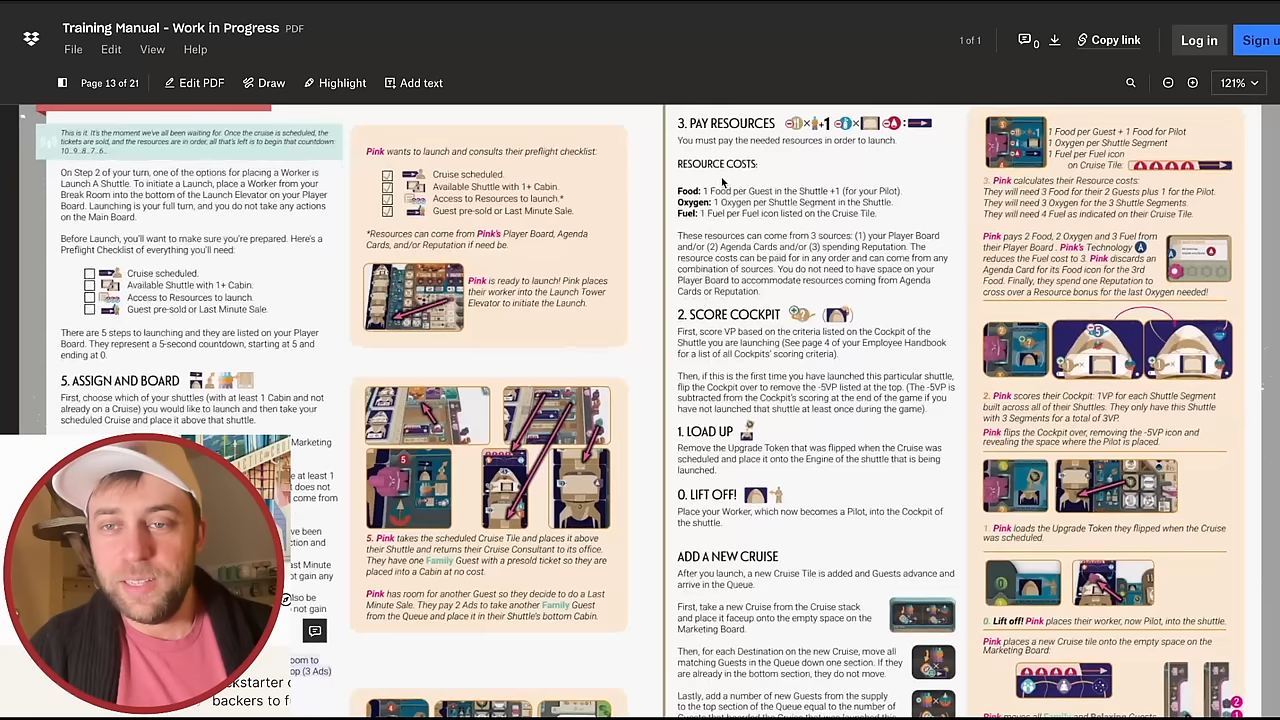 Training Manual - Work in Progress PDF
File Edit View Help
1 of 1
0
Copy link
Log in
Sign u
Page 13 of 21
Edit PDF
Draw
Highlight
Add text
121%
This is it. It's the moment we've all been waiting for. Once the cruise is scheduled, the
tickets are sold, and the resources are in order, all that's left is to begin that countdown:
10...9...8...7...6...
On Step 2 of your turn, one of the options for placing a Worker is
Launch A Shuttle. To initiate a Launch, place a Worker from your
Break Room into the bottom of the Launch Elevator on your Player
Board. Launching is your full turn, and you do not take any actions
on the Main Board.
Before Launch, you'll want to make sure you're prepared. Here's a
Preflight Checklist of everything you'll need:
Cruise scheduled.
Available Shuttle with 1+ Cabin.
Access to Resources to launch.
Guest pre-sold or Last Minute Sale.
There are 5 steps to launching and they are listed on your Player
Board. They represent a 5-second countdown, starting at 5 and
ending at 0.
5. ASSIGN AND BOARD
First, choose which of your shuttles (with at least 1 Cabin and not
already on a Cruise) you would like to launch and then take your
scheduled Cruise and place it above that shuttle.
Marketing
e at least 1
does not
come from
ve been
tion and
ast Minute
ot gain any
lso be
not gain
oom to
op (3 Ads)
ckstarter
backers to f
Pink wants to launch and consults their preflight checklist:
Cruise scheduled.
Available Shuttle with 1+ Cabin.
Access to Resources to launch.*
Guest pre-sold or Last Minute Sale.
*Resources can come from Pink's Player Board, Agenda
Cards, and/or Reputation if need be.
Pink is ready to launch! Pink places
their worker into the Launch Tower
Elevator to initiate the Launch.
5. Pink takes the scheduled Cruise Tile and places it above
their Shuttle and returns their Cruise Consultant to its office.
They have one Family Guest with a presold ticket so they are
placed into a Cabin at no cost.
Pink has room for another Guest so they decide to do a Last
Minute Sale. They pay 2 Ads to take another Family Guest
from the Queue and place it in their Shuttle's bottom Cabin.
3. PAY RESOURCES
+1
You must pay the needed resources in order to launch.
RESOURCE COSTS:
Food: 1 Food per Guest in the Shuttle +1 (for your Pilot).
Oxygen: 1 Oxygen per Shuttle Segment in the Shuttle.
Fuel: 1 Fuel per Fuel icon listed on the Cruise Tile.
These resources can come from 3 sources: (1) your Player Board
and/or (2) Agenda Cards and/or (3) spending Reputation. The
resource costs can be paid for in any order and can come from any
combination of sources. You do not need to have space on your
Player Board to accommodate resources coming from Agenda
Cards or Reputation.
2. SCORE COCKPIT
First, score VP based on the criteria listed on the Cockpit of the
Shuttle you are launching (See page 4 of your Employee Handbook
for a list of all Cockpits' scoring criteria).
Then, if this is the first time you have launched this particular shuttle,
flip the Cockpit over to remove the -5VP listed at the top. (The -5VP is
subtracted from the Cockpit's scoring at the end of the game if you
have not launched that shuttle at least once during the game).
1. LOAD UP
Remove the Upgrade Token that was flipped when the Cruise was
scheduled and place it onto the Engine of the shuttle that is being
launched.
0. LIFT OFF!
Place your Worker, which now becomes a Pilot, into the Cockpit of
the shuttle.
ADD A NEW CRUISE
After you launch, a new Cruise Tile is added and Guests advance and
arrive in the Queue.
First, take a new Cruise from the Cruise stack
and place it faceup onto the empty space on the
Marketing Board.
Then, for each Destination on the new Cruise, move all
matching Guests in the Queue down one section. If they
are already in the bottom section, they do not move.
Lastly, add a number of new Guests from the supply
to the top section of the Queue equal to the number of
1 Food per Guest + 1 Food for Pilot
1 Oxygen per Shuttle Segment
1 Fuel per Fuel icon
on Cruise Tile:
3. Pink calculates their Resource costs:
They will need 3 Food for their 2 Guests plus 1 for the Pilot.
They will need 3 Oxygen for the 3 Shuttle Segments.
They will need 4 Fuel as indicated on their Cruise Tile.
Pink pays 2 Food, 2 Oxygen and 3 Fuel from
their Player Board. Pink's Technology A
reduces the Fuel cost to 3. Pink discards an
Agenda Card for its Food icon for the 3rd
Food. Finally, they spend one Reputation to
cross over a Resource bonus for the last Oxygen needed!
2. Pink scores their Cockpit: 1VP for each Shuttle Segment
built across all of their Shuttles. They only have this Shuttle
with 3 Segments for a total of 3VP.
Pink flips the Cockpit over, removing the -5VP icon and
revealing the space where the Pilot is placed.
1. Pink loads the Upgrade Token they flipped when the Cruise
was scheduled.
0. Lift off! Pink places their worker, now Pilot, into the shuttle.
Pink places a new Cruise tile onto the empty space on the
Marketing Board:
2